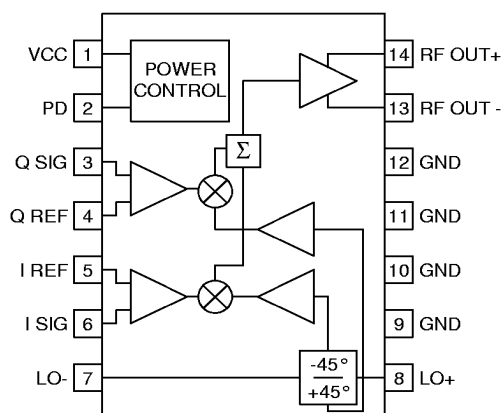 VCC 1 POWER CONTROL 14 RF OUT+
PD 2 13 RF OUT -
Q SIG 3 Σ 12 GND
Q REF 4 11 GND
I REF 5 10 GND
I SIG 6 9 GND
LO- 7 -45° +45° 8 LO+